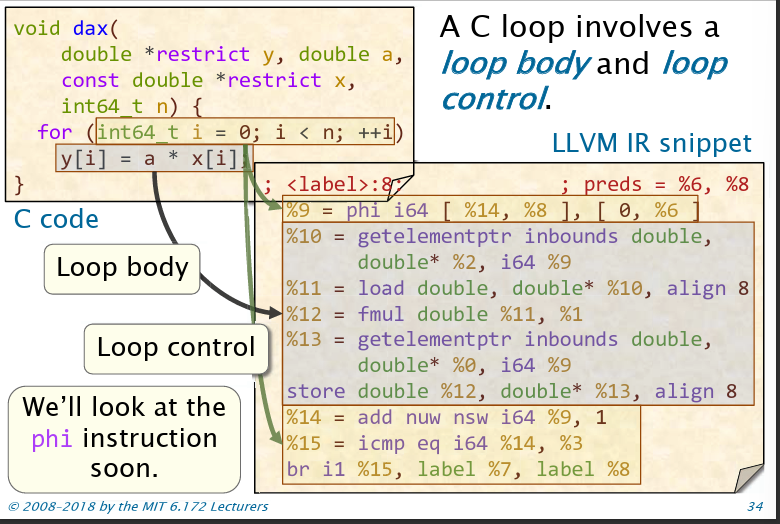 void dax(
double *restrict y, double a,
const double *restrict x,
int64_t n) {
for (int64_t i = 0; i < n; ++i)
y[i] = a * x[i];
}
C code
A C loop involves a
loop body and loop
control.
LLVM IR snippet
; <label>:8: ; preds = %6, %8
%9 = phi i64 [ %14, %8 ], [ 0, %6 ]
%10 = getelementptr inbounds double,
double* %2, i64 %9
%11 = load double, double* %10, align 8
%12 = fmul double %11, %1
%13 = getelementptr inbounds double,
double* %0, i64 %9
store double %12, double* %13, align 8
%14 = add nuw nsw i64 %9, 1
%15 = icmp eq i64 %14, %3
br i1 %15, label %7, label %8
Loop body
Loop control
We'll look at the
phi instruction
soon.
© 2008–2018 by the MIT 6.172 Lecturers
34